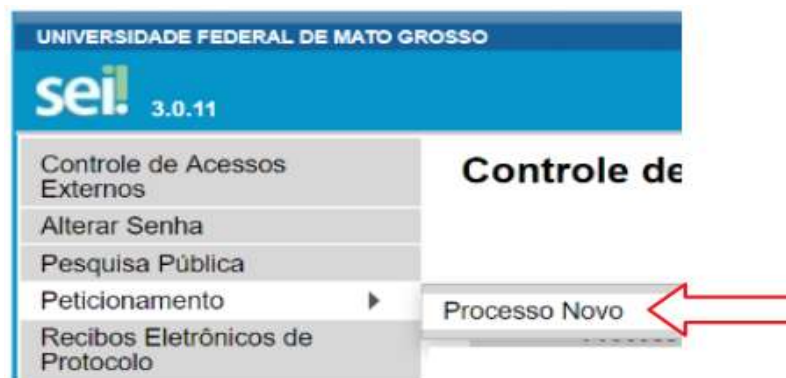 UNIVERSIDADE FEDERAL DE MATO GROSSO
sei! 3.0.11
Controle de Acessos
Externos
Controle de
Alterar Senha
Pesquisa Pública
Peticionamento
Processo Novo
Recibos Eletrônicos de
Protocolo